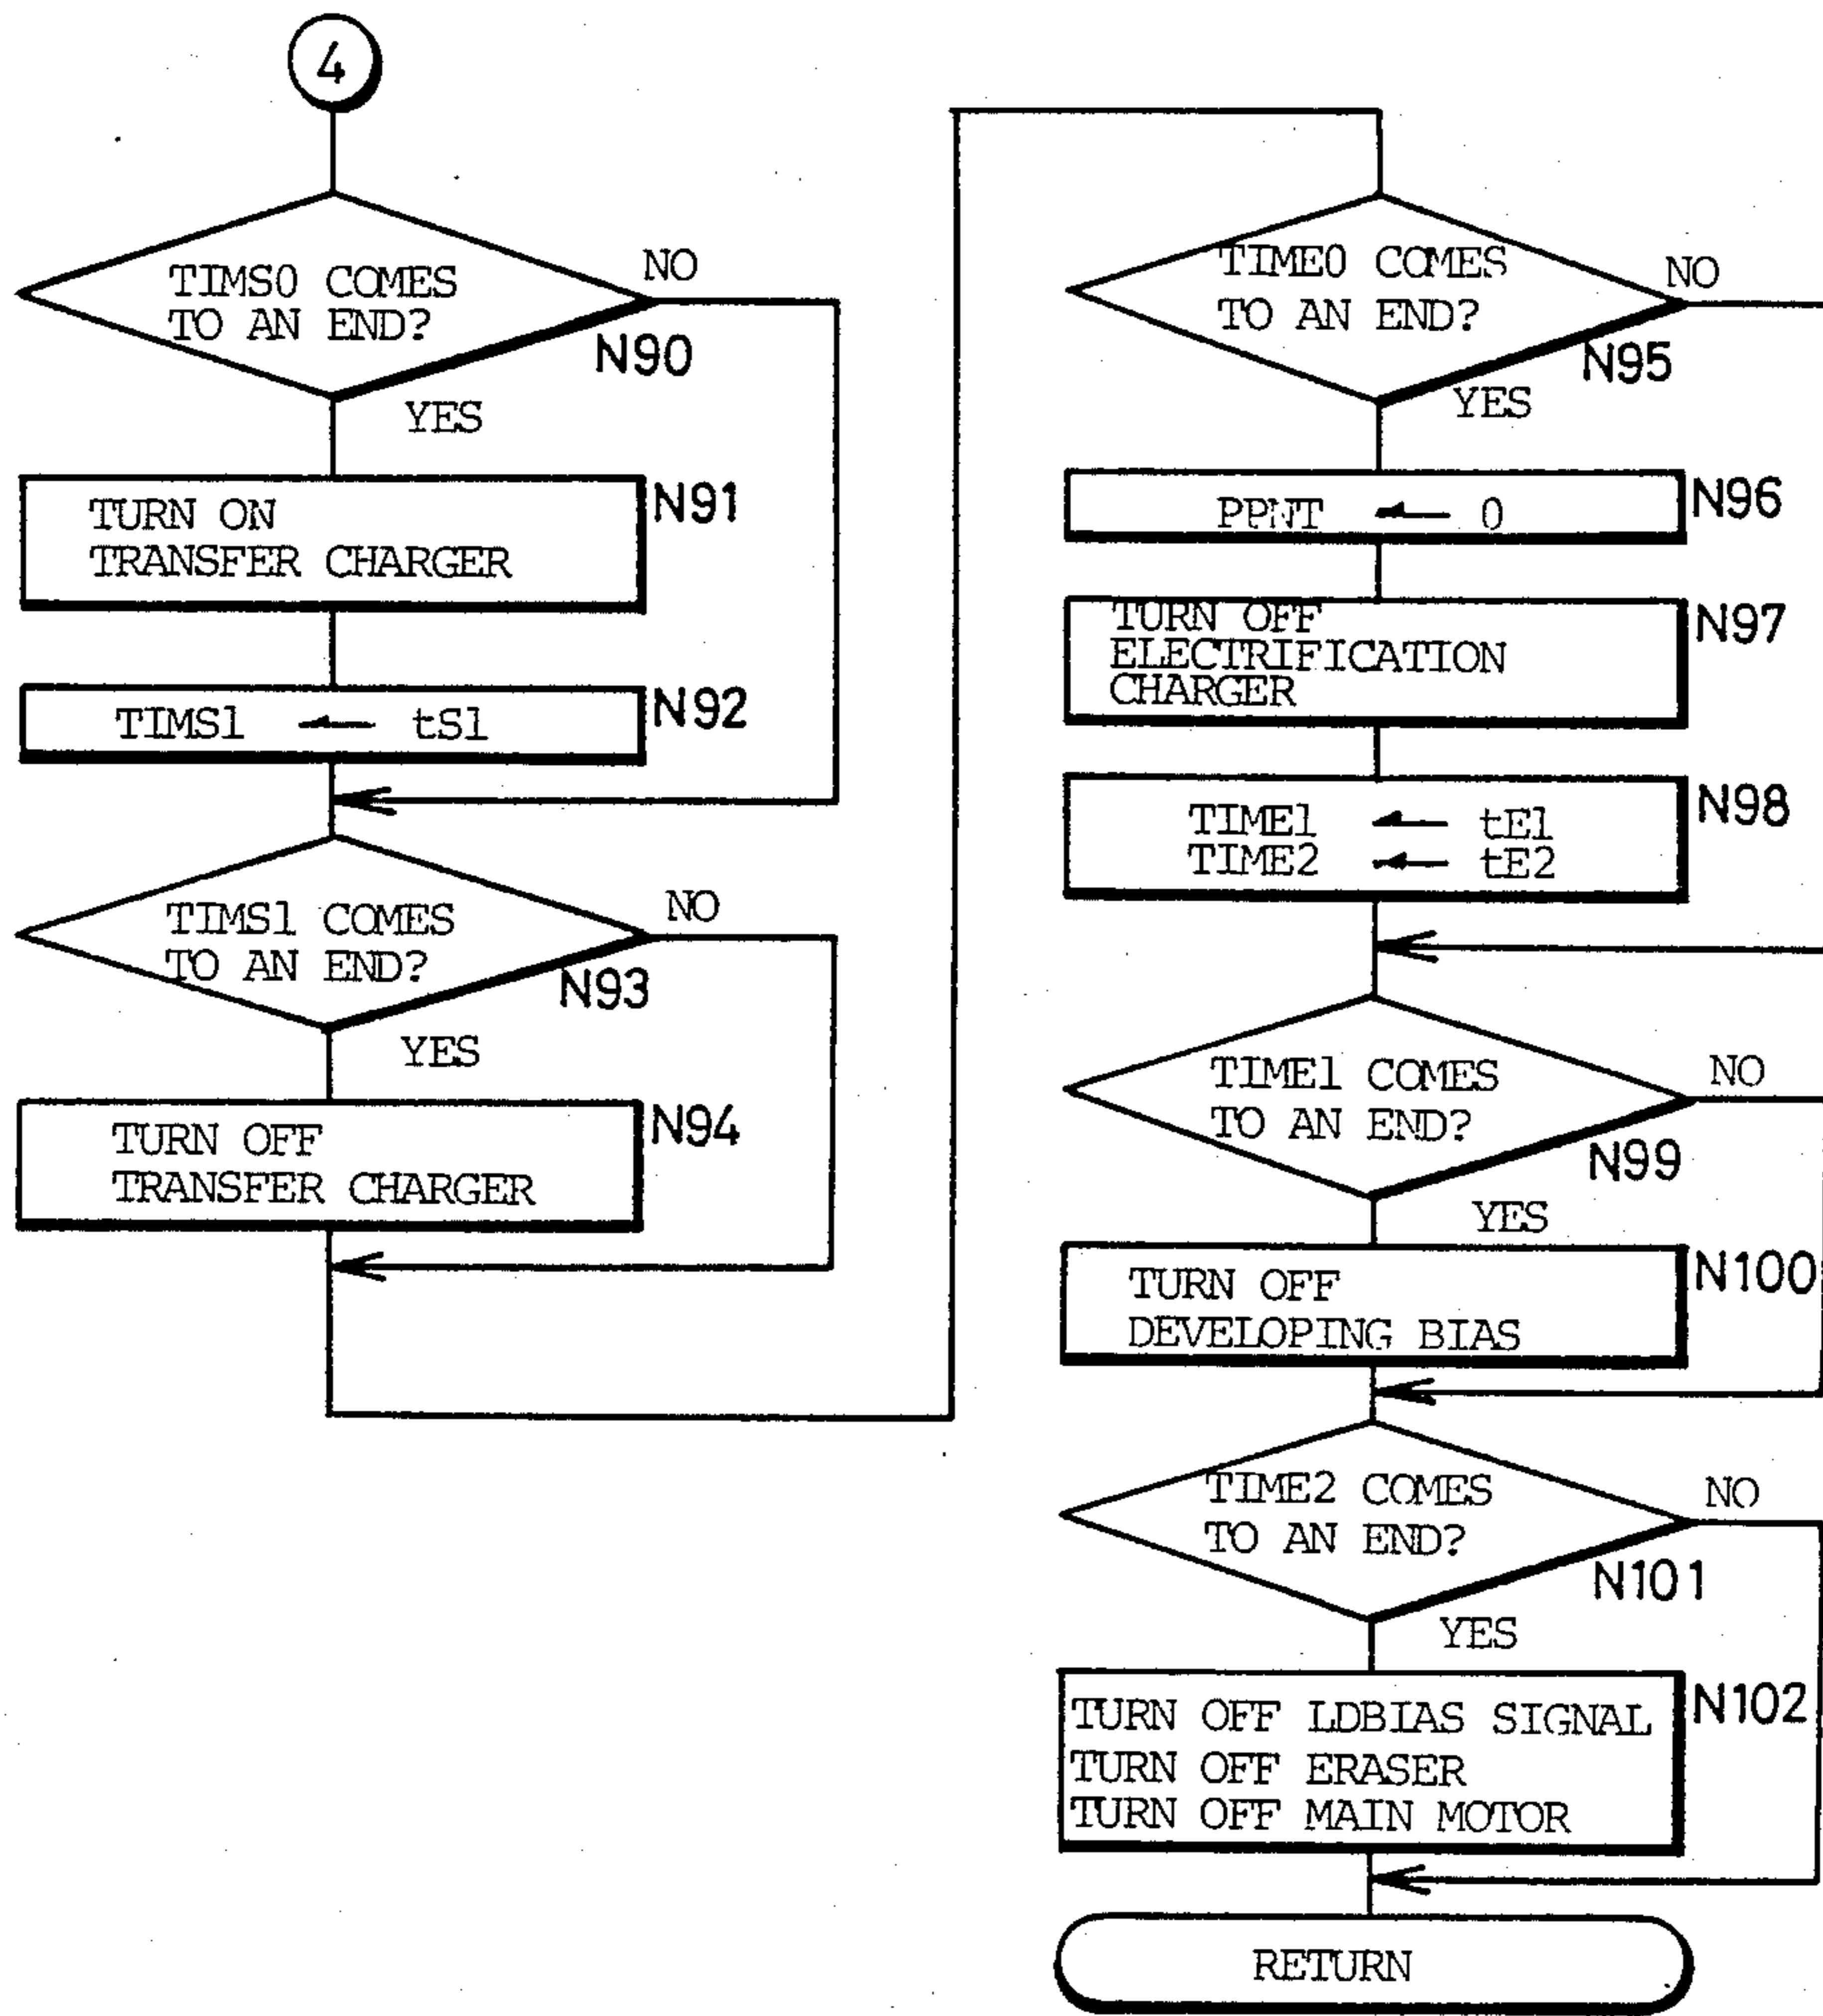 4
TIMS0 COMES
TO AN END?
NO
N90
YES
TURN ON
TRANSFER CHARGER
N91
TIMS1 ← tS1
N92
TIMS1 COMES
TO AN END?
NO
N93
YES
TURN OFF
TRANSFER CHARGER
N94
TIME0 COMES
TO AN END?
NO
N95
YES
PPNT ← 0
N96
TURN OFF
ELECTRIFICATION
CHARGER
N97
TIME1 ← tE1
TIME2 ← tE2
N98
TIME1 COMES
TO AN END?
NO
N99
YES
TURN OFF
DEVELOPING BIAS
N100
TIME2 COMES
TO AN END?
NO
N101
YES
TURN OFF LDBIAS SIGNAL
TURN OFF ERASER
TURN OFF MAIN MOTOR
N102
RETURN